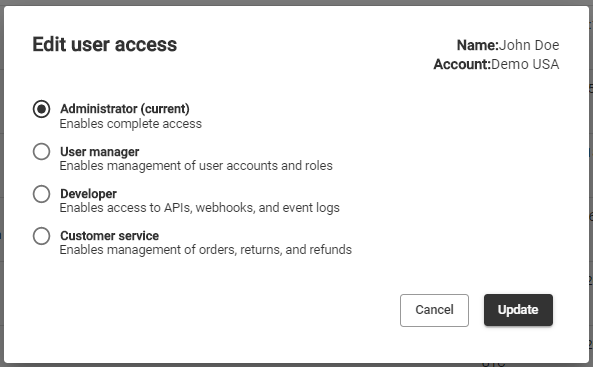 Edit user access
Name:John Doe
Account:Demo USA
Administrator (current)
Enables complete access
User manager
Enables management of user accounts and roles
Developer
Enables access to APIs, webhooks, and event logs
Customer service
Enables management of orders, returns, and refunds
Cancel
Update